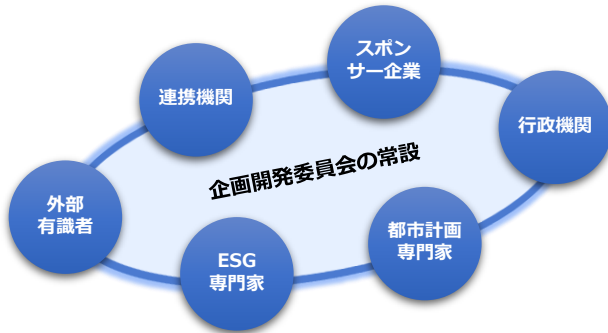 スポン
サー企業
連携機関
行政機関
企画開発委員会の常設
外部
有識者
都市計画
専門家
ESG
専門家